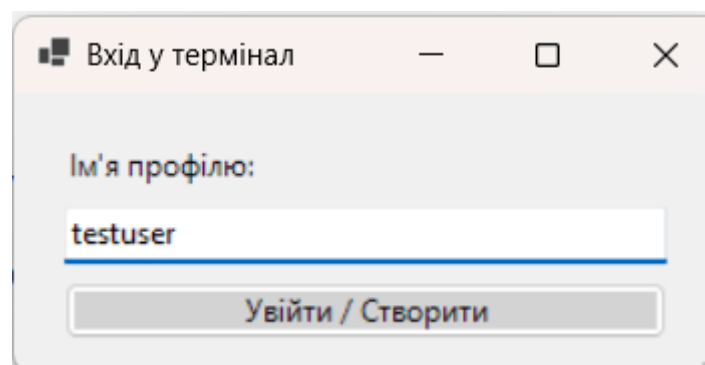 Вхід у термінал
Ім'я профілю:
testuser
Увійти / Створити